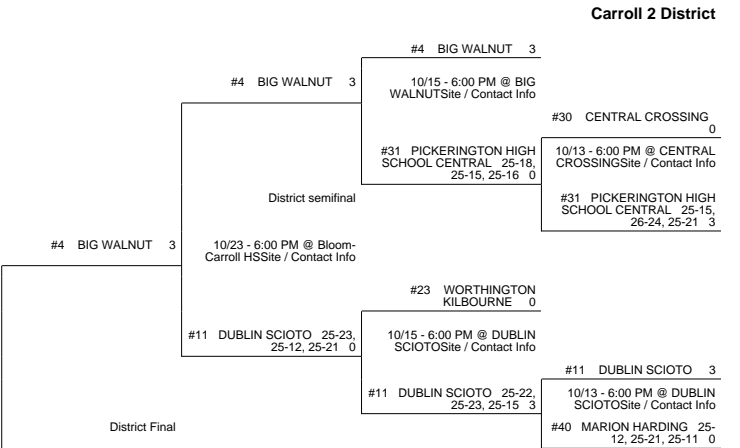 Carroll 2 District
#4 BIG WALNUT 3
#4 BIG WALNUT 3
10/15 - 6:00 PM @ BIG
WALNUTSite / Contact Info
#30 CENTRAL CROSSING
0
#31 PICKERINGTON HIGH
SCHOOL CENTRAL 25-18,
25-15, 25-16 0
10/13 - 6:00 PM @ CENTRAL
CROSSINGSite / Contact Info
District semifinal
#31 PICKERINGTON HIGH
SCHOOL CENTRAL 25-15,
26-24, 25-21 3
#4 BIG WALNUT 3
10/23 - 6:00 PM @ Bloom-
Carroll HSSite / Contact Info
#23 WORTHINGTON
KILBOURNE 0
#11 DUBLIN SCIOTO 25-23,
25-12, 25-21 0
10/15 - 6:00 PM @ DUBLIN
SCIOTOSite / Contact Info
#11 DUBLIN SCIOTO 3
#11 DUBLIN SCIOTO 25-22,
25-23, 25-15 3
10/13 - 6:00 PM @ DUBLIN
SCIOTOSite / Contact Info
District Final
#40 MARION HARDING 25-
12, 25-21, 25-11 0